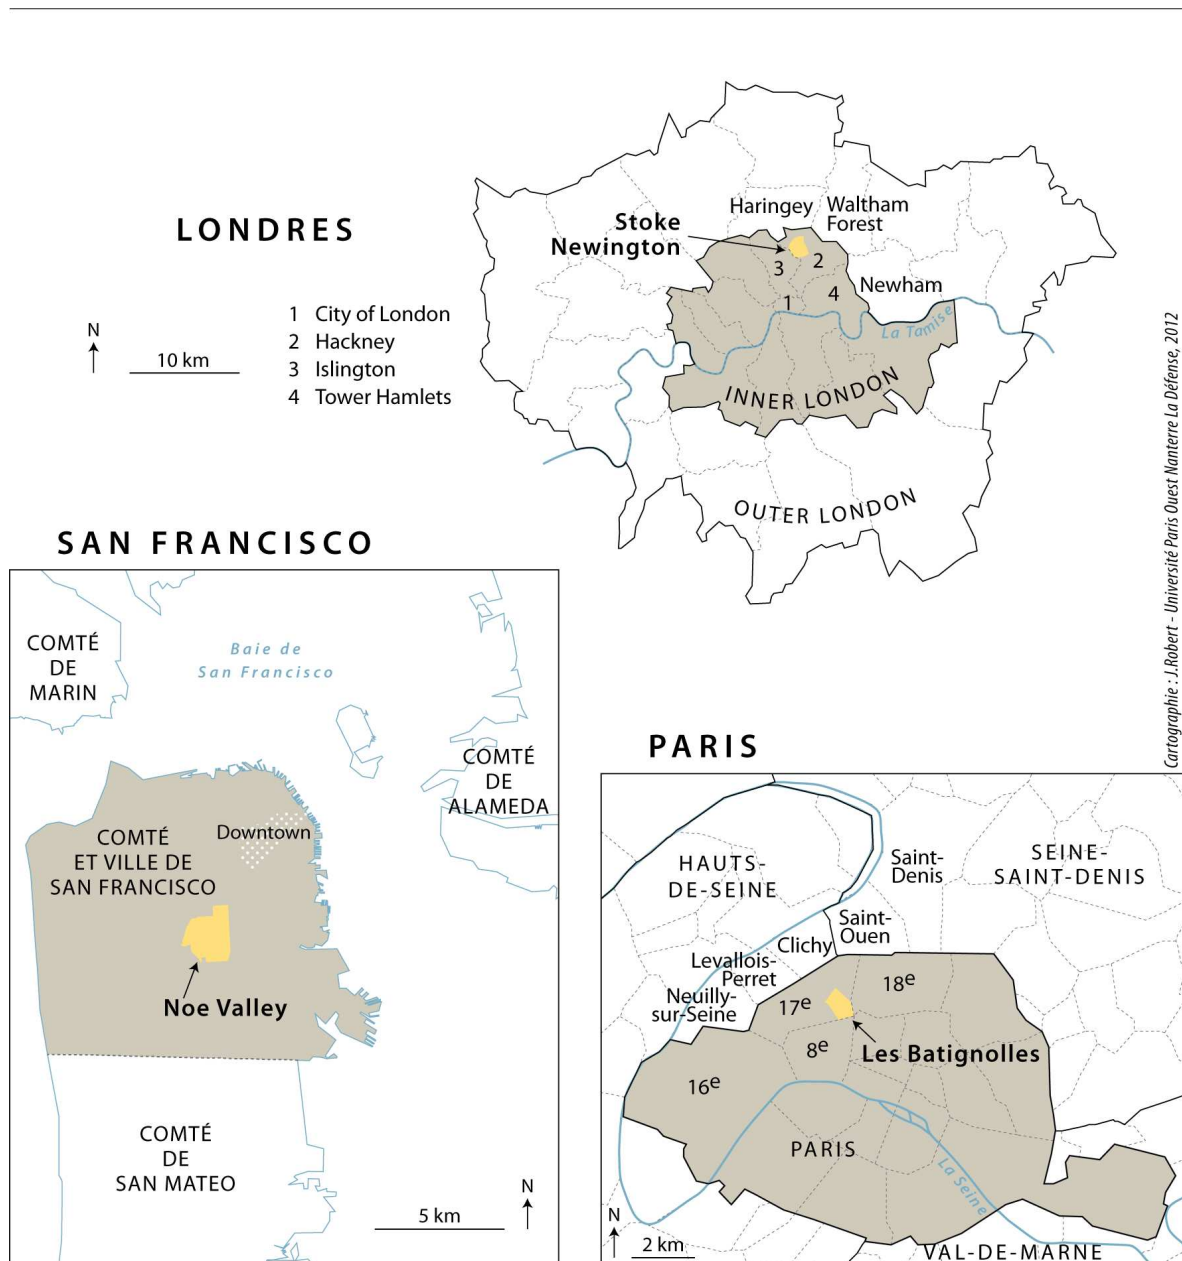 LONDRES
Haringey
Waltham
Forest
Stoke
Newington
3
2
Newham
1
4
La Tamise
N
10 km
1 City of London
2 Hackney
3 Islington
4 Tower Hamlets
INNER LONDON
OUTER LONDON
Cartographie : J.Robert - Université Paris Ouest Nanterre La Défense, 2012
SAN FRANCISCO
COMTÉ
DE
MARIN
Baie de
San Francisco
COMTÉ
DE
ALAMEDA
Downtown
COMTÉ
ET VILLE DE
SAN FRANCISCO
Noe Valley
COMTÉ
DE
SAN MATEO
N
5 km
PARIS
HAUTS-
DE-SEINE
Saint-
Denis
SEINE-
SAINT-DENIS
Saint-
Ouen
Clichy
Levallois-
Perret
Neuilly-
sur-Seine
17e
18e
8e
Les Batignolles
16e
PARIS
La Seine
N
2 km
VAL-DE-MARNE